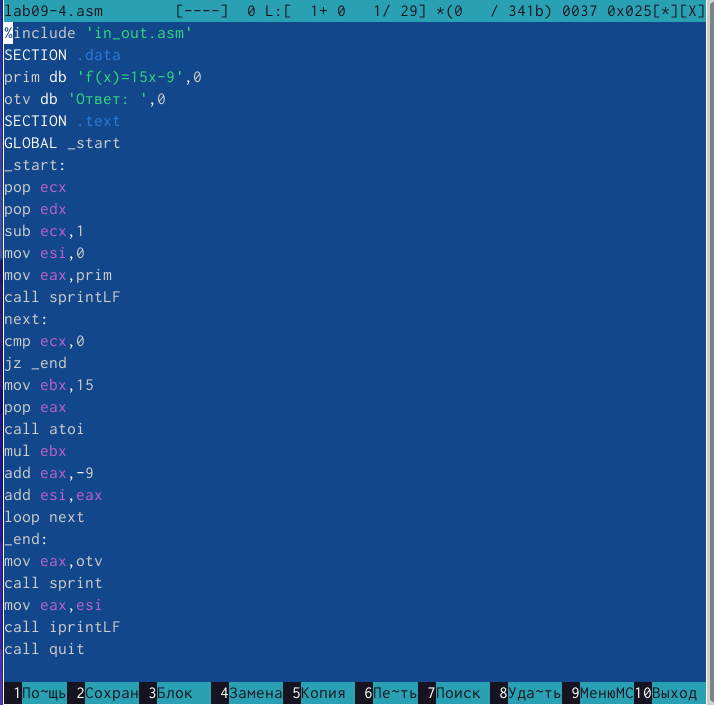 lab09-4.asm [----] 0 L:[ 1+ 0 1/ 29] *(0 / 341b) 0037 0x025[*][X]
%include 'in_out.asm'
SECTION .data
prim db 'f(x)=15x-9',0
otv db 'Ответ: ',0
SECTION .text
GLOBAL _start
_start:
pop ecx
pop edx
sub ecx,1
mov esi,0
mov eax,prim
call sprintLF
next:
cmp ecx,0
jz _end
mov ebx,15
pop eax
call atoi
mul ebx
add eax,-9
add esi,eax
loop next
_end:
mov eax,otv
call sprint
mov eax,esi
call iprintLF
call quit
1По~щь 2Сохран 3Блок 4Замена 5Копия 6Пе~ть 7Поиск 8Уда~ть 9МенюMC 10Выход